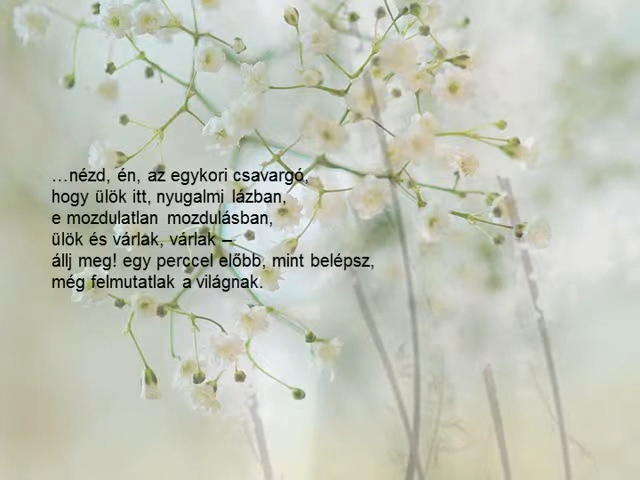 …nézd, én, az egykori csavargó,
hogy ülök itt, nyugalmi lázban,
e mozdulatlan mozdulásban,
ülök és várlak, várlak –
állj meg! egy perccel előbb, mint belépsz,
még felmutatlak a világnak.